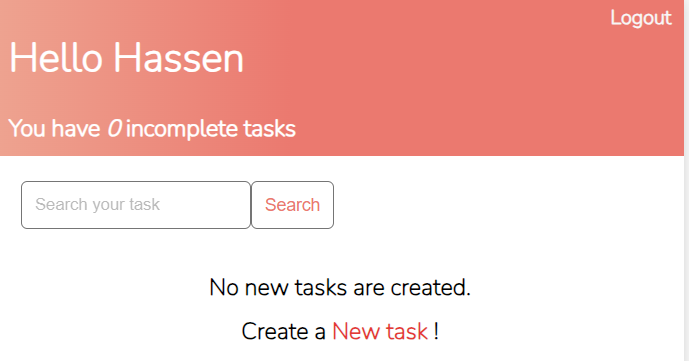 Logout
Hello Hassen
You have 0 incomplete tasks
Search your task Search
No new tasks are created.
Create a New task !